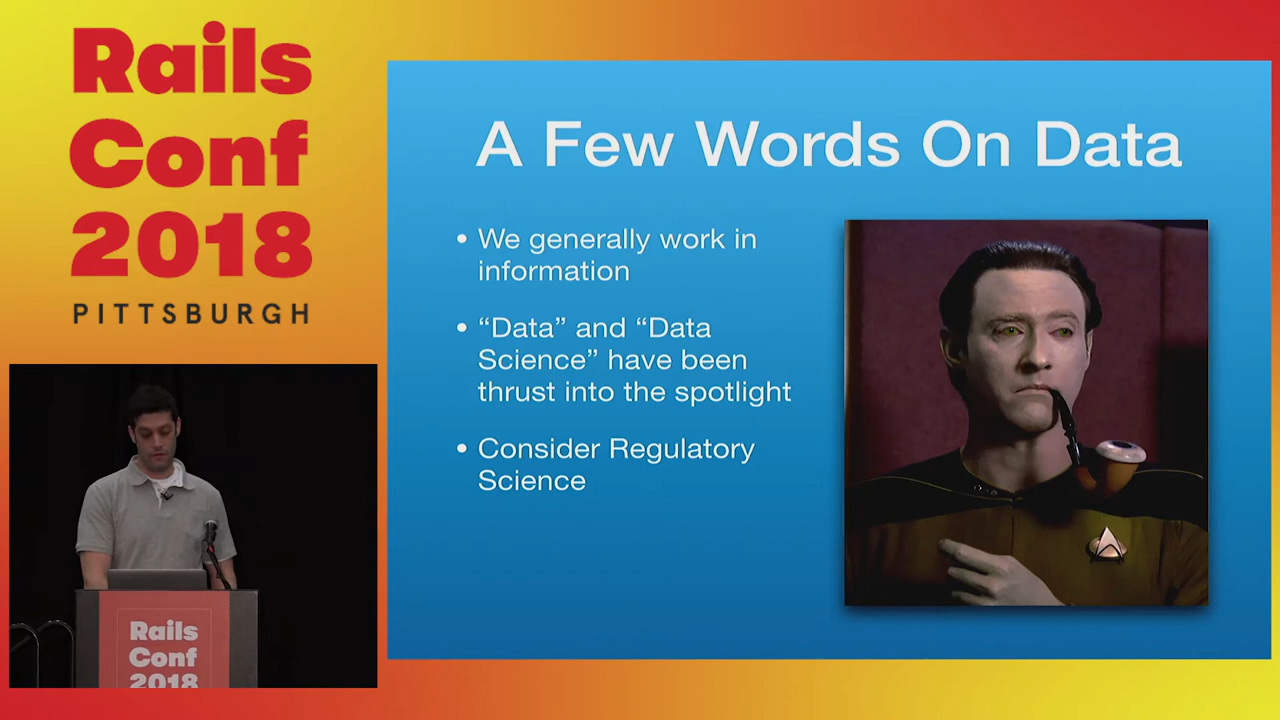 Rails
Conf
2018
PITTSBURGH
A Few Words On Data
• We generally work in
information
• “Data” and “Data
Science” have been
thrust into the spotlight
• Consider Regulatory
Science
Rails
Conf
2018